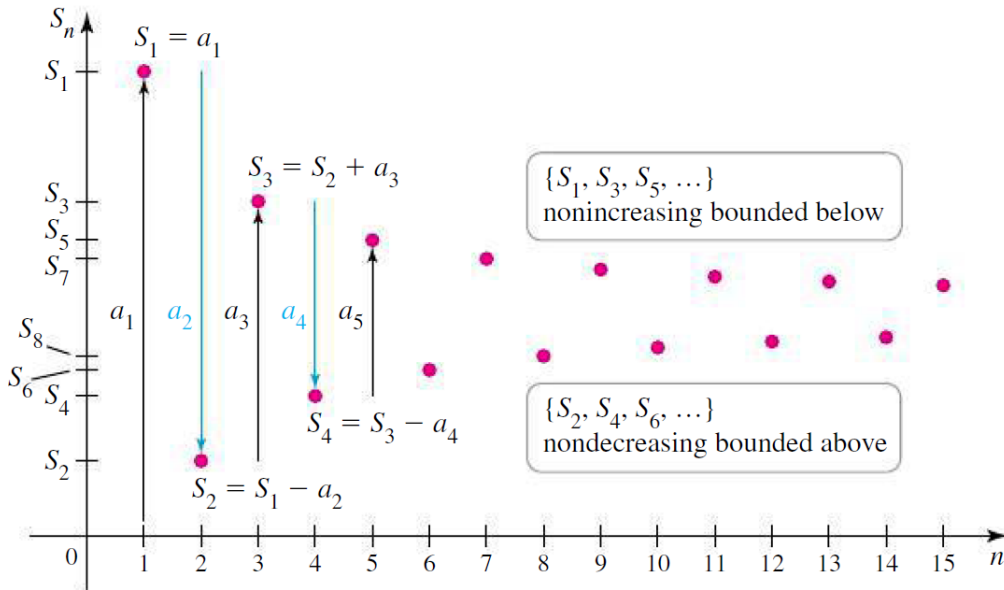 Sₙ
S₁ = a₁
S₁
S₃ = S₂ + a₃
{S₁, S₃, S₅, …}
nonincreasing bounded below
S₃
S₅
S₇
a₁
a₂
a₃
a₄
a₅
S₈
S₆
S₄
S₂
S₄ = S₃ − a₄
{S₂, S₄, S₆, …}
nondecreasing bounded above
S₂ = S₁ − a₂
0 1 2 3 4 5 6 7 8 9 10 11 12 13 14 15 n